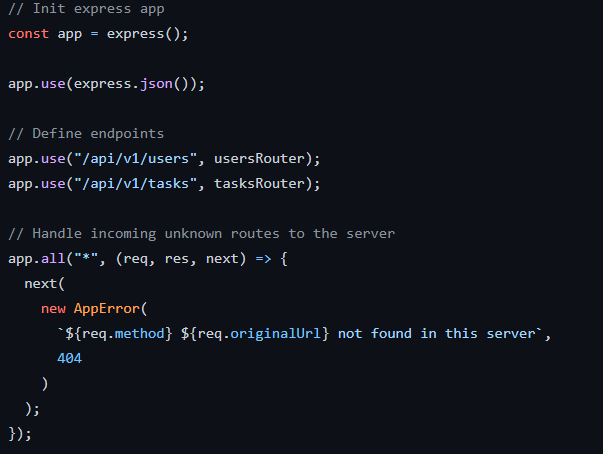 // Init express app
const app = express();
app.use(express.json());
// Define endpoints
app.use("/api/v1/users", usersRouter);
app.use("/api/v1/tasks", tasksRouter);
// Handle incoming unknown routes to the server
app.all("*", (req, res, next) => {
  next(
    new AppError(
      `${req.method} ${req.originalUrl} not found in this server`,
      404
    )
  );
});